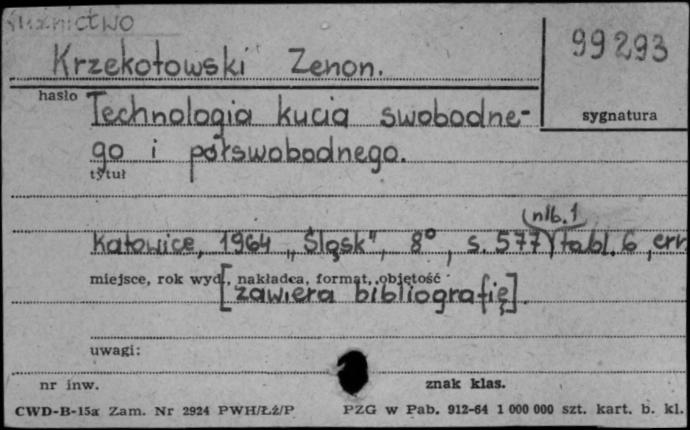 Krzekotowski Zenon.
99293
hasło
sygnatura
Technologia kucia swobodne-
go i półswobodnego.
tytuł
nlb. 1
Katowice, 1964 „Śląsk", 8°, s. 577 tabl. 6, err
miejsce, rok wyd., nakładca, format, objętość
[zawiera bibliografię].
uwagi:
nr inw.
znak klas.
CWD-B-15a Zam. Nr 2924 PWH/Łż/P PZG w Pab. 912-64 1 000 000 szt. kart. b. kl.